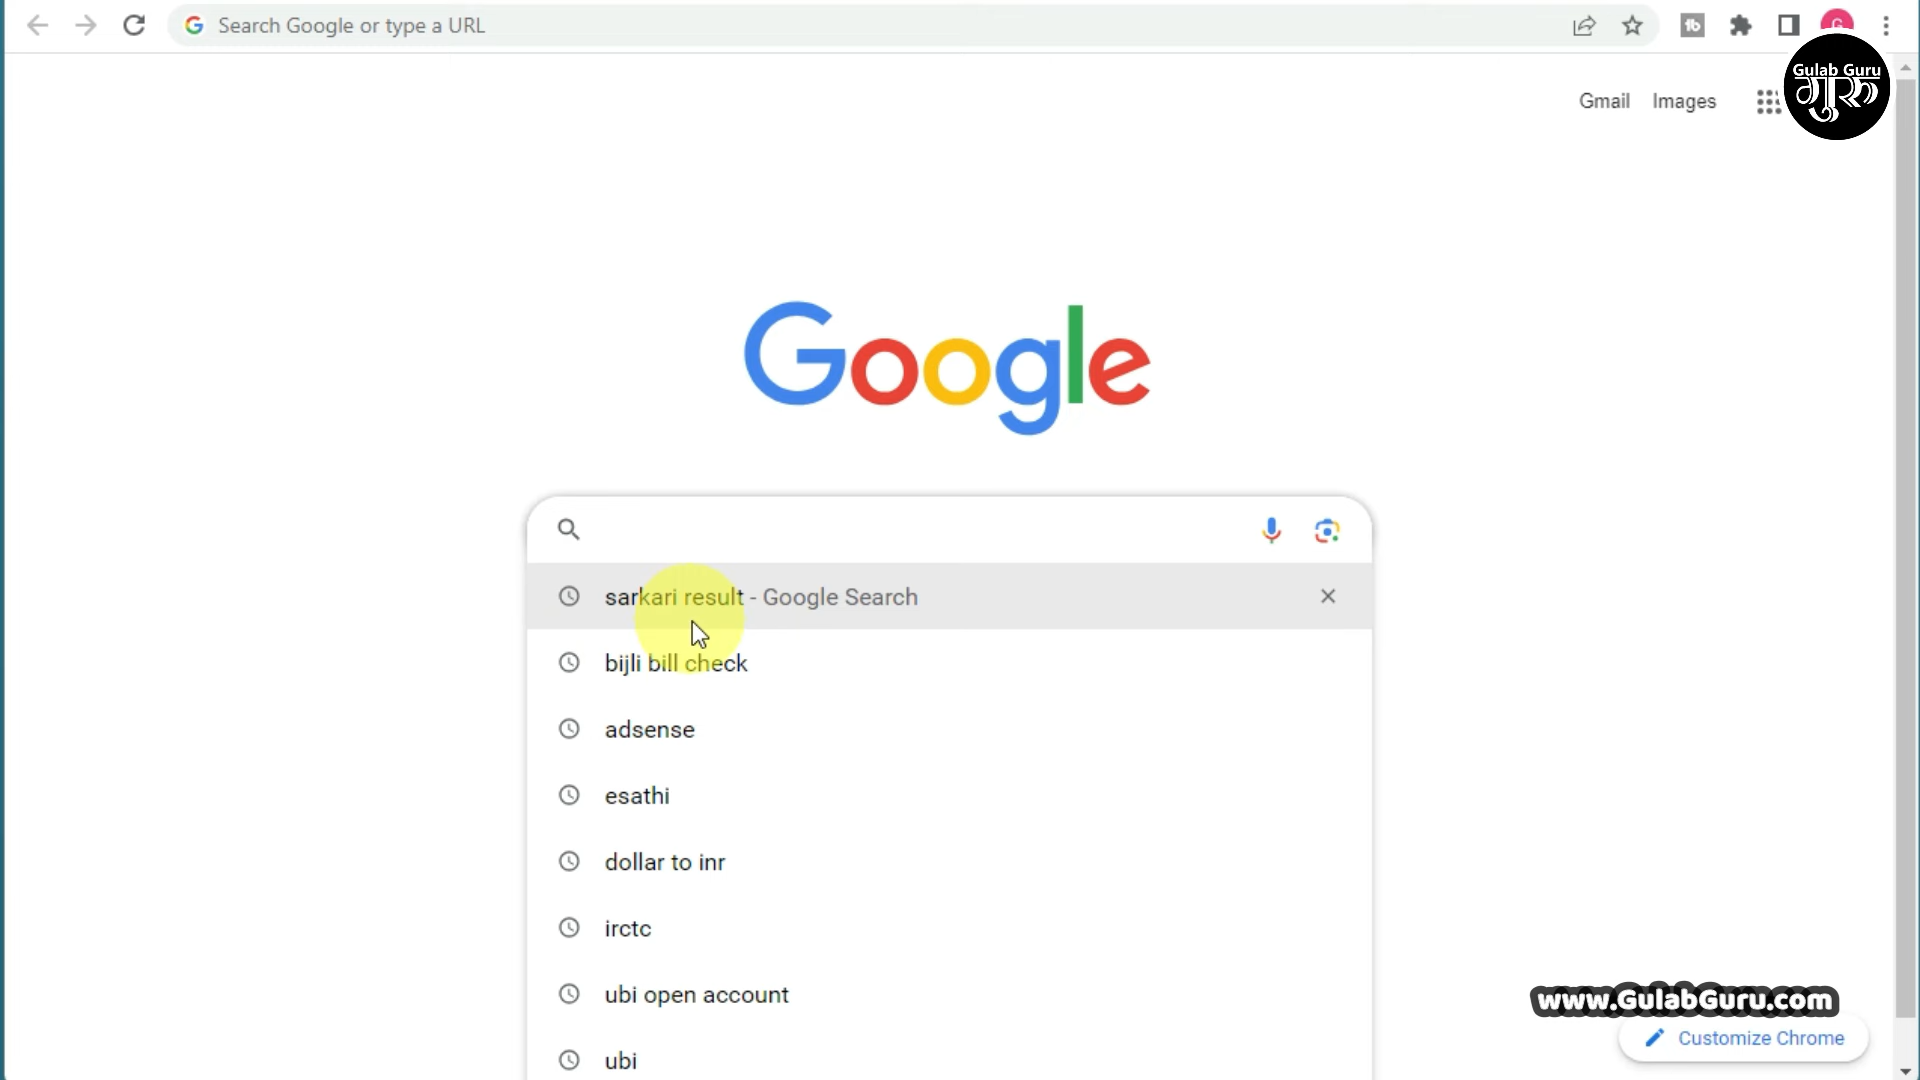 Search Google or type a URL
Gulab Guru
गुरु
Gmail Images
Google
sarkari result - Google Search
bijli bill check
adsense
esathi
dollar to inr
irctc
ubi open account
ubi
www.GulabGuru.com
Customize Chrome